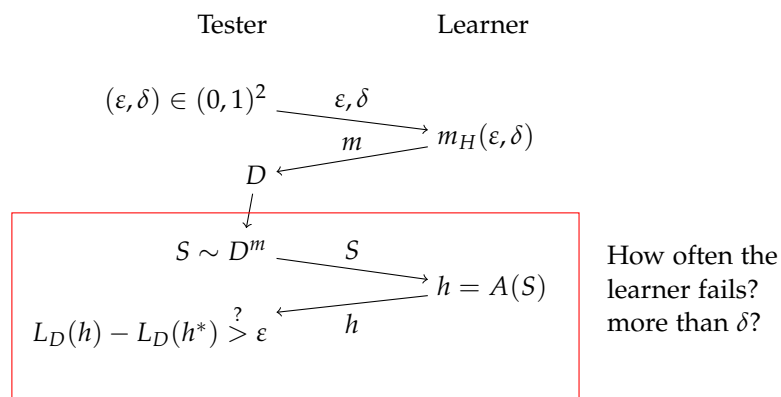 Tester Learner
(ε, δ) ∈ (0, 1)² ε, δ
m_H(ε, δ)
m
D
S ∼ D^m S
h = A(S)
L_D(h) − L_D(h*) >^? ε h
How often the
learner fails?
more than δ?